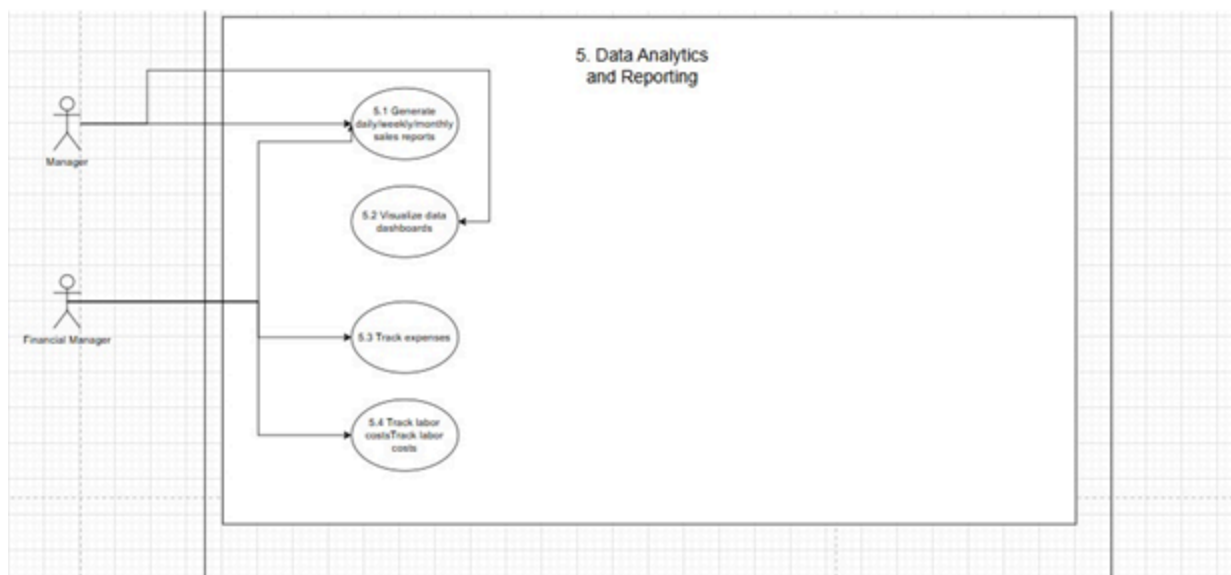 5. Data Analytics
and Reporting
5.1 Generate
daily/weekly/monthly
sales reports
Manager
5.2 Visualize data
dashboards
Financial Manager
5.3 Track expenses
5.4 Track labor
costsTrack labor
costs